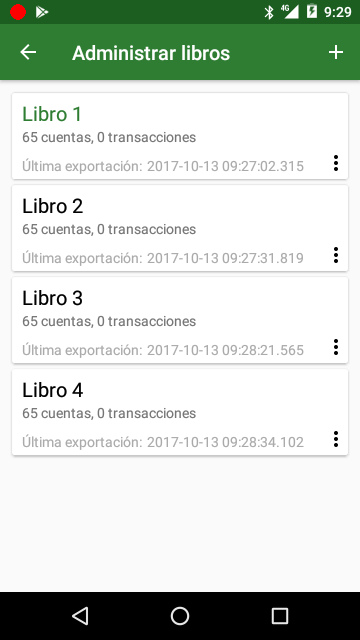 4G 9:29
Administrar libros
Libro 1
65 cuentas, 0 transacciones
Última exportación: 2017-10-13 09:27:02.315
Libro 2
65 cuentas, 0 transacciones
Última exportación: 2017-10-13 09:27:31.819
Libro 3
65 cuentas, 0 transacciones
Última exportación: 2017-10-13 09:28:21.565
Libro 4
65 cuentas, 0 transacciones
Última exportación: 2017-10-13 09:28:34.102